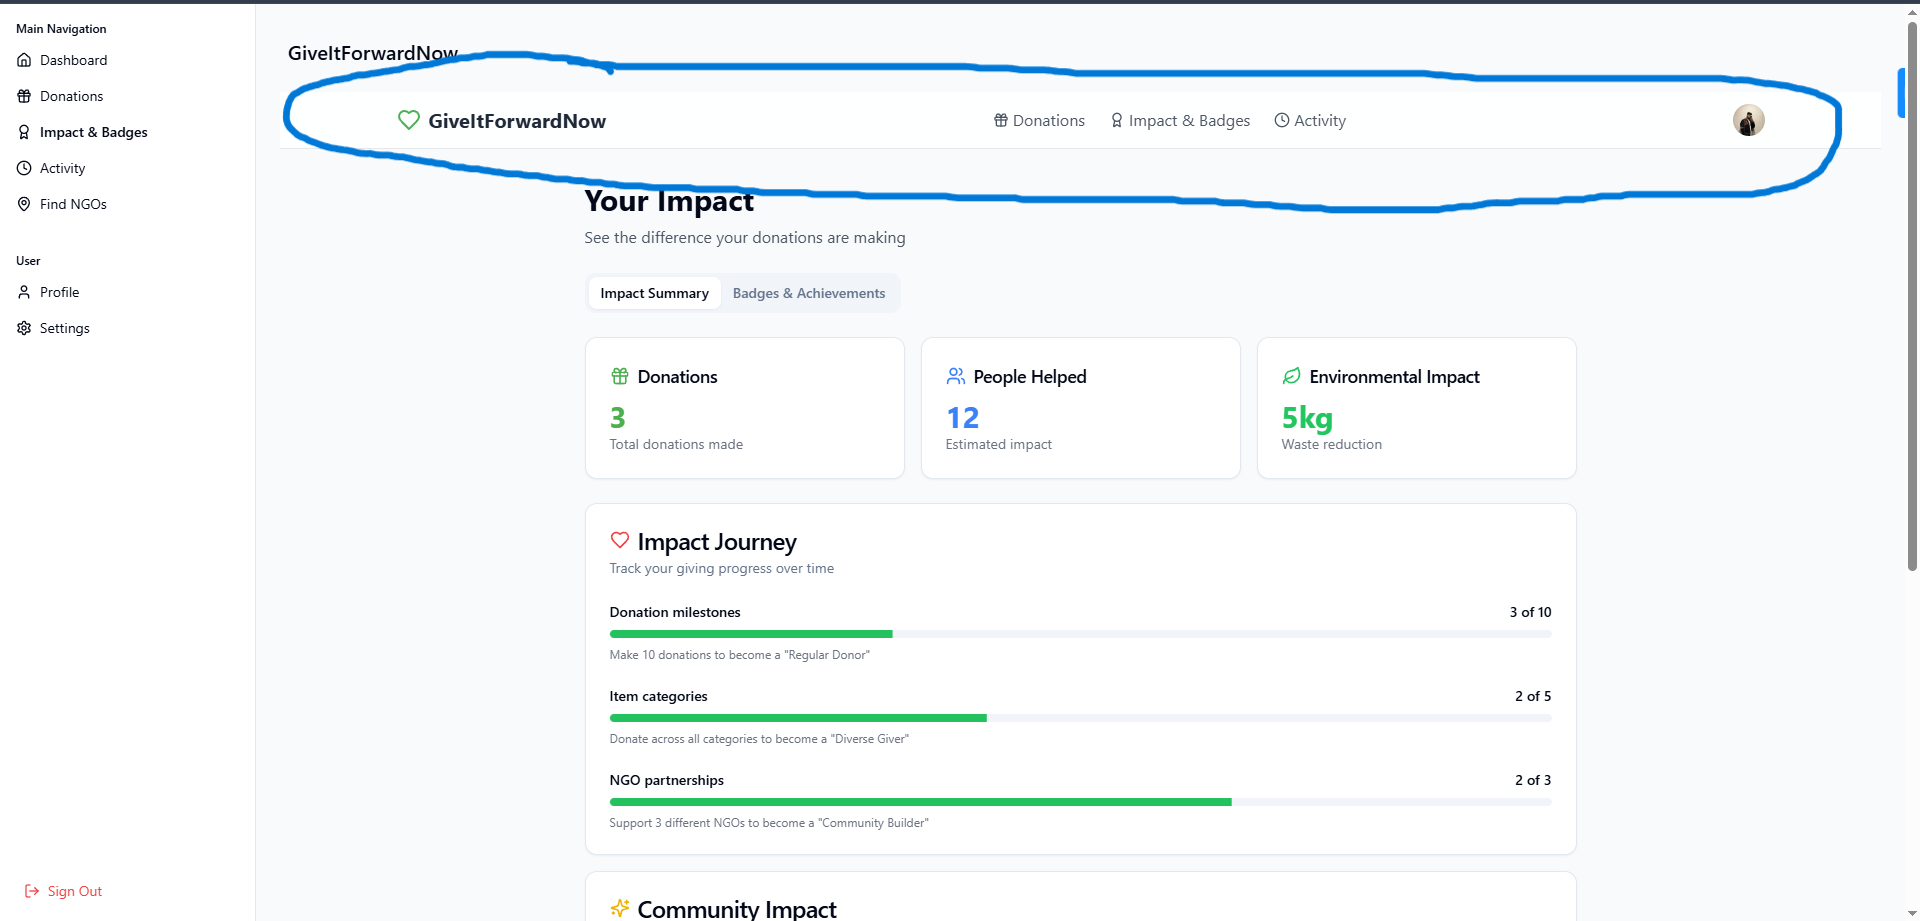 Main Navigation
Dashboard
Donations
Impact & Badges
Activity
Find NGOs
User
Profile
Settings
Sign Out
GiveItForwardNow
GiveItForwardNow
Donations
Impact & Badges
Activity
Your Impact
See the difference your donations are making
Impact Summary
Badges & Achievements
Donations
3
Total donations made
People Helped
12
Estimated impact
Environmental Impact
5kg
Waste reduction
Impact Journey
Track your giving progress over time
Donation milestones
3 of 10
Make 10 donations to become a "Regular Donor"
Item categories
2 of 5
Donate across all categories to become a "Diverse Giver"
NGO partnerships
2 of 3
Support 3 different NGOs to become a "Community Builder"
Community Impact